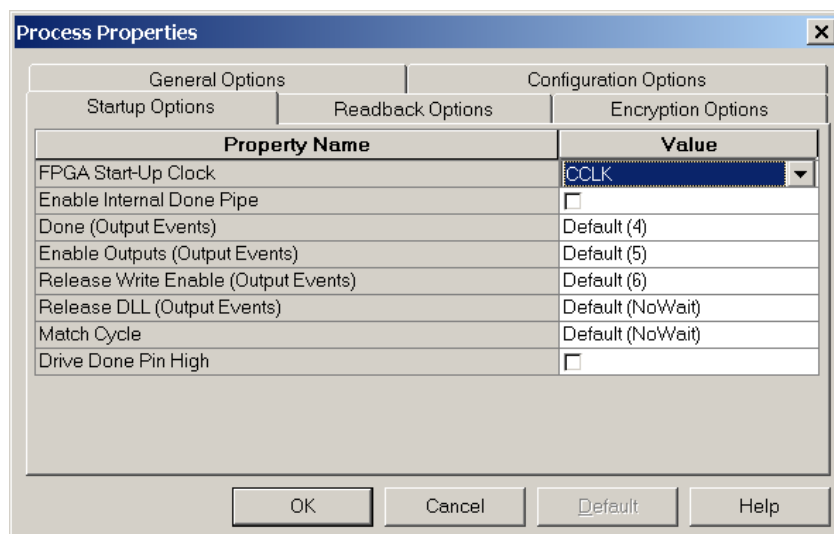 Process Properties
General Options Configuration Options
Startup Options Readback Options Encryption Options
Property Name Value
FPGA Start-Up Clock CCLK
Enable Internal Done Pipe
Done (Output Events) Default (4)
Enable Outputs (Output Events) Default (5)
Release Write Enable (Output Events) Default (6)
Release DLL (Output Events) Default (NoWait)
Match Cycle Default (NoWait)
Drive Done Pin High
OK Cancel Default Help